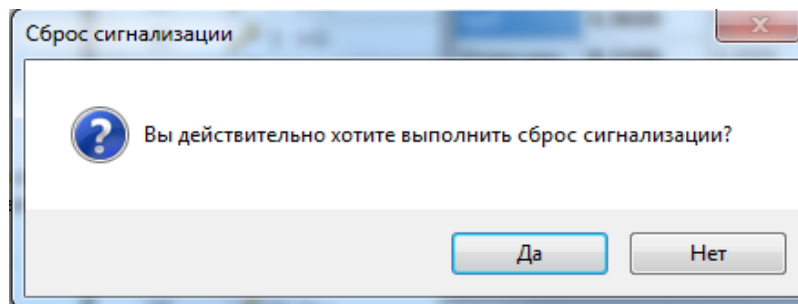 Сброс сигнализации
Вы действительно хотите выполнить сброс сигнализации?
Да
Нет